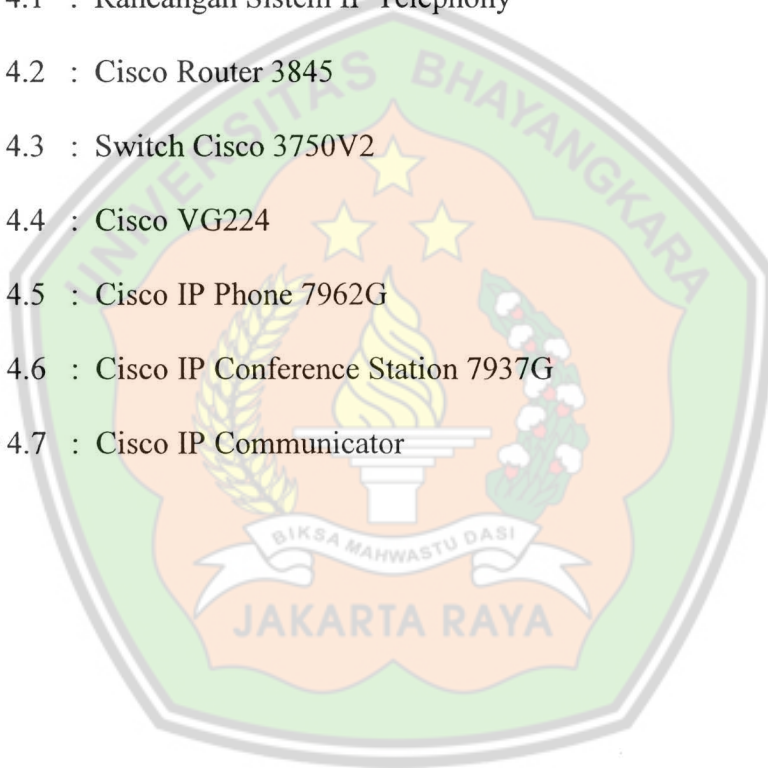 4.1 : Rancangan Sistem IP Telephony
4.2 : Cisco Router 3845
4.3 : Switch Cisco 3750V2
4.4 : Cisco VG224
4.5 : Cisco IP Phone 7962G
4.6 : Cisco IP Conference Station 7937G
4.7 : Cisco IP Communicator
UNIVERSITAS BHAYANGKARA
BIKSA MAHWASTU DASI
JAKARTA RAYA